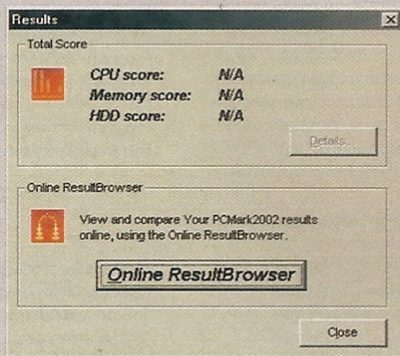 Results
Total Score
CPU score: N/A
Memory score: N/A
HDD score: N/A
Details...
Online ResultBrowser
View and compare Your PCMark2002 results
online, using the Online ResultBrowser.
Online ResultBrowser
Close